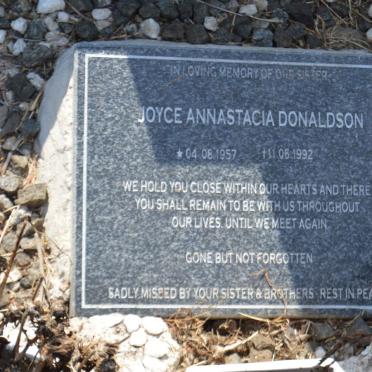 IN LOVING MEMORY OF OUR SISTER
JOYCE ANNASTACIA DONALDSON
★ 04.08.1957 †11.08.1992
WE HOLD YOU CLOSE WITHIN OUR HEARTS AND THERE
YOU SHALL REMAIN TO BE WITH US THROUGHOUT
OUR LIVES. UNTIL WE MEET AGAIN
GONE BUT NOT FORGOTTEN
SADLY MISSED BY YOUR SISTER & BROTHERS REST IN PEA